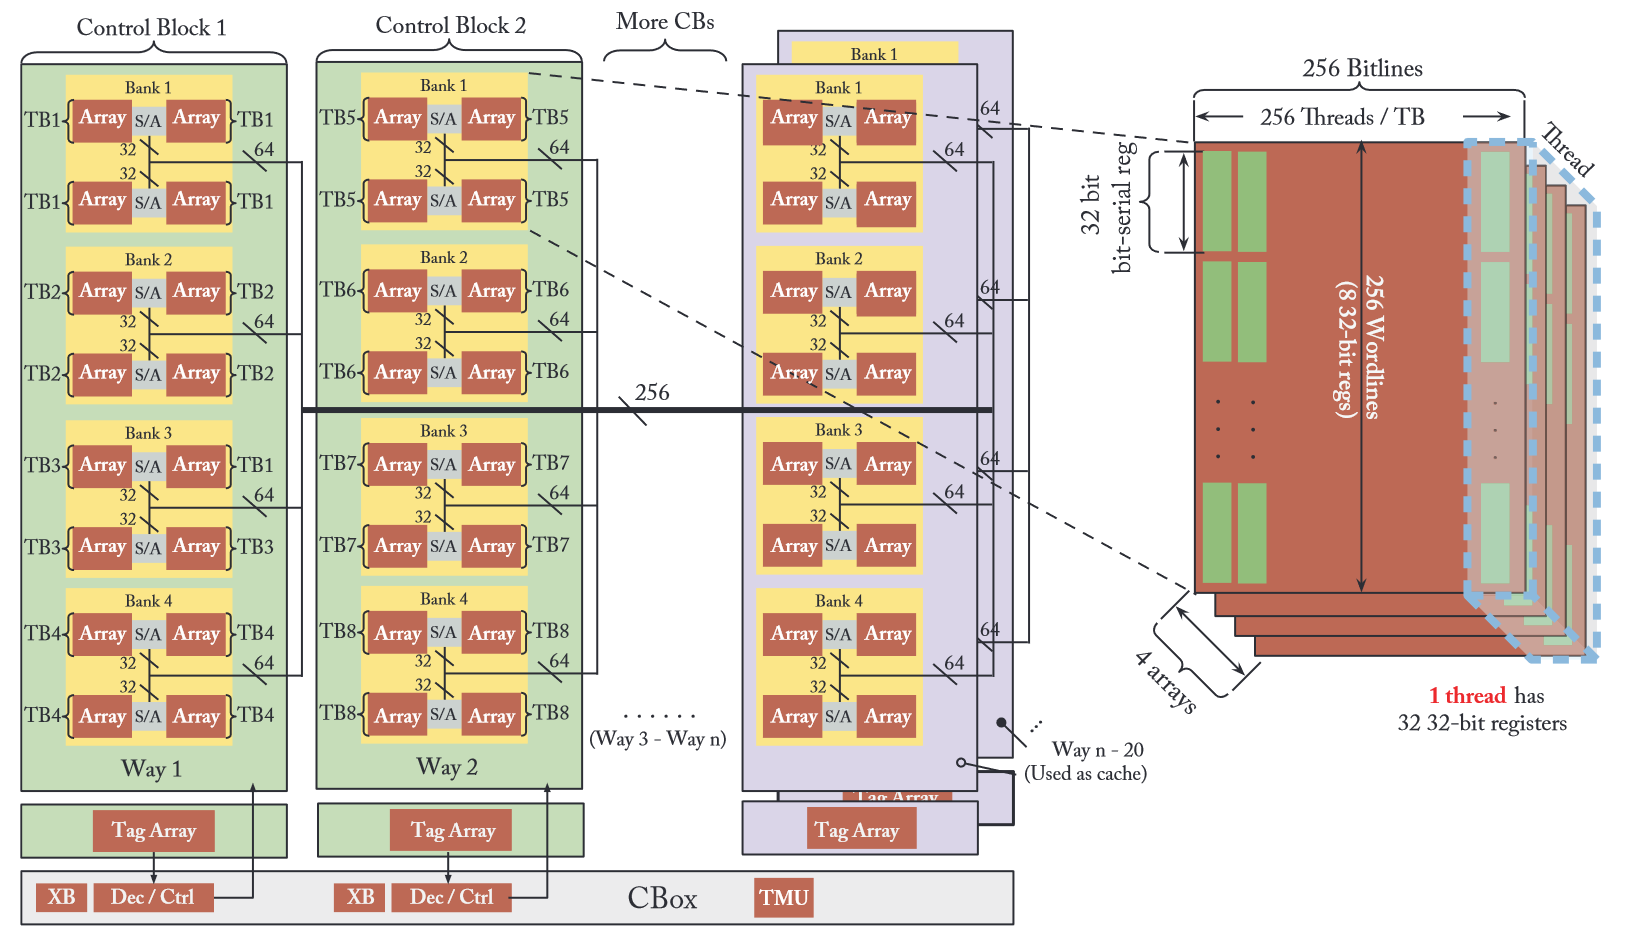 Control Block 1
Control Block 2
More CBs
Bank 1
TB1 Array S/A Array TB1
32
64
32
TB1 Array S/A Array TB1
Bank 2
TB2 Array S/A Array TB2
32
64
32
TB2 Array S/A Array TB2
Bank 3
TB3 Array S/A Array TB1
32
64
32
TB3 Array S/A Array TB3
Bank 4
TB4 Array S/A Array TB4
32
64
32
TB4 Array S/A Array TB4
Way 1
Tag Array
XB Dec / Ctrl
Bank 1
TB5 Array S/A Array TB5
32
64
32
TB5 Array S/A Array TB5
Bank 2
TB6 Array S/A Array TB6
32
64
32
TB6 Array S/A Array TB6
Bank 3
TB7 Array S/A Array TB7
32
64
32
TB7 Array S/A Array TB7
Bank 4
TB8 Array S/A Array TB8
32
64
32
TB8 Array S/A Array TB8
Way 2
Tag Array
XB Dec / Ctrl
256
......
(Way 3 - Way n)
CBox
TMU
Bank 1
Bank 1
Array S/A Array
32
64
32
Array S/A Array
Bank 2
Array S/A Array
32
64
32
Array S/A Array
Bank 3
Array S/A Array
32
64
32
Array S/A Array
Bank 4
Array S/A Array
32
64
32
Array S/A Array
64
64
64
64
Tag Array
Tag Array
...
Way n - 20
(Used as cache)
256 Bitlines
256 Threads / TB
Thread
32 bit
bit-serial reg
256 Wordlines
(8 32-bit regs)
4 arrays
1 thread has
32 32-bit registers